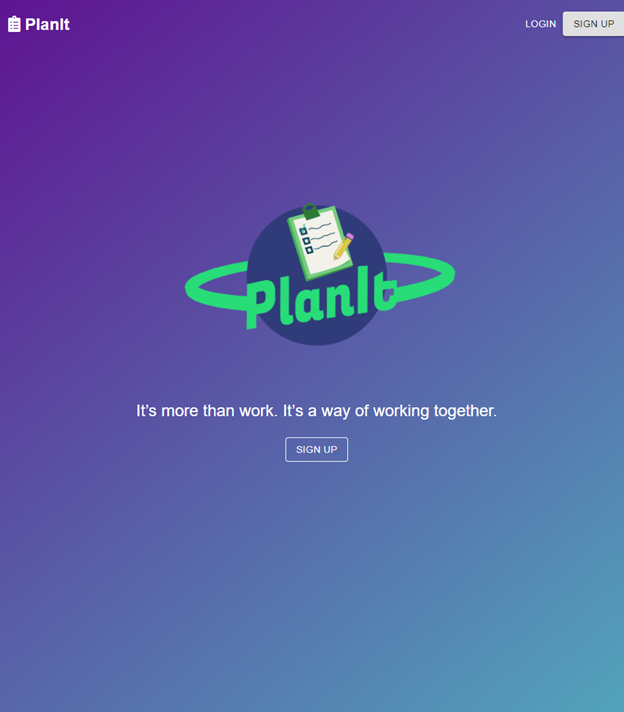 PlanIt
LOGIN
SIGN UP
PlanIt
It's more than work. It's a way of working together.
SIGN UP